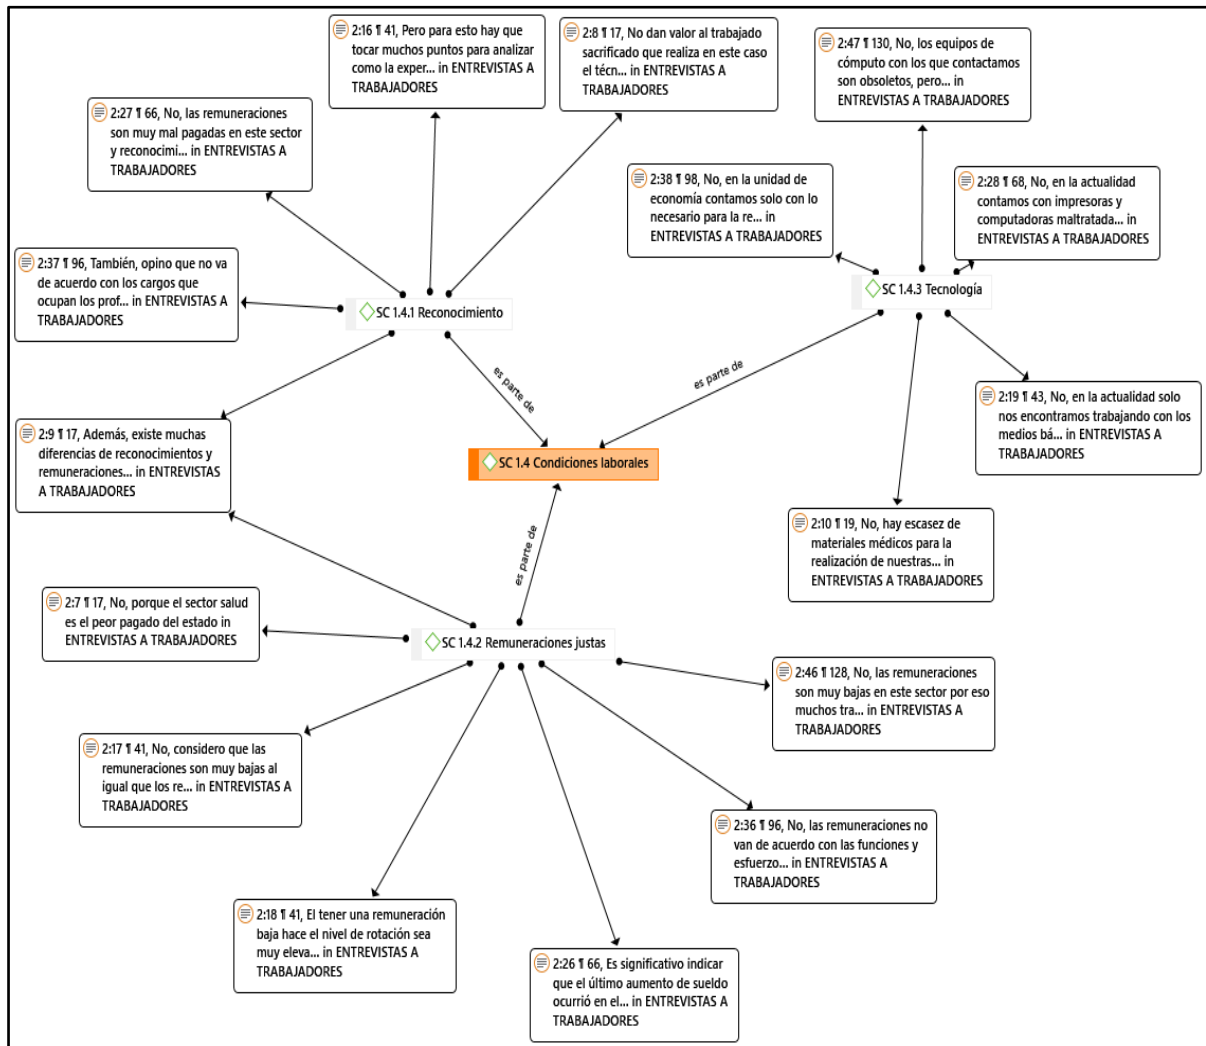 2:16 ¶ 41, Pero para esto hay que
tocar muchos puntos para analizar
como la exper... in ENTREVISTAS A
TRABAJADORES
2:8 ¶ 17, No dan valor al trabajado
sacrificado que realiza en este caso
el técn... in ENTREVISTAS A
TRABAJADORES
2:47 ¶ 130, No, los equipos de
cómputo con los que contactamos
son obsoletos, pero... in
ENTREVISTAS A TRABAJADORES
2:27 ¶ 66, No, las remuneraciones
son muy mal pagadas en este sector
y reconocimi... in ENTREVISTAS A
TRABAJADORES
2:38 ¶ 98, No, en la unidad de
economía contamos solo con lo
necesario para la re... in
ENTREVISTAS A TRABAJADORES
2:28 ¶ 68, No, en la actualidad
contamos con impresoras y
computadoras maltratada... in
ENTREVISTAS A TRABAJADORES
2:37 ¶ 96, También, opino que no va
de acuerdo con los cargos que
ocupan los prof... in ENTREVISTAS A
TRABAJADORES
SC 1.4.1 Reconocimiento
SC 1.4.3 Tecnología
es parte de
es parte de
2:19 ¶ 43, No, en la actualidad solo
nos encontramos trabajando con los
medios bá... in ENTREVISTAS A
TRABAJADORES
2:9 ¶ 17, Además, existe muchas
diferencias de reconocimientos y
remuneraciones... in ENTREVISTAS
A TRABAJADORES
SC 1.4 Condiciones laborales
2:10 ¶ 19, No, hay escasez de
materiales médicos para la
realización de nuestras... in
ENTREVISTAS A TRABAJADORES
es parte de
2:7 ¶ 17, No, porque el sector salud
es el peor pagado del estado in
ENTREVISTAS A TRABAJADORES
SC 1.4.2 Remuneraciones justas
2:46 ¶ 128, No, las remuneraciones
son muy bajas en este sector por eso
muchos tra... in ENTREVISTAS A
TRABAJADORES
2:17 ¶ 41, No, considero que las
remuneraciones son muy bajas al
igual que los re... in ENTREVISTAS A
TRABAJADORES
2:36 ¶ 96, No, las remuneraciones no
van de acuerdo con las funciones y
esfuerzo... in ENTREVISTAS A
TRABAJADORES
2:18 ¶ 41, El tener una remuneración
baja hace el nivel de rotación sea
muy eleva... in ENTREVISTAS A
TRABAJADORES
2:26 ¶ 66, Es significativo indicar
que el último aumento de sueldo
ocurrió en el... in ENTREVISTAS A
TRABAJADORES